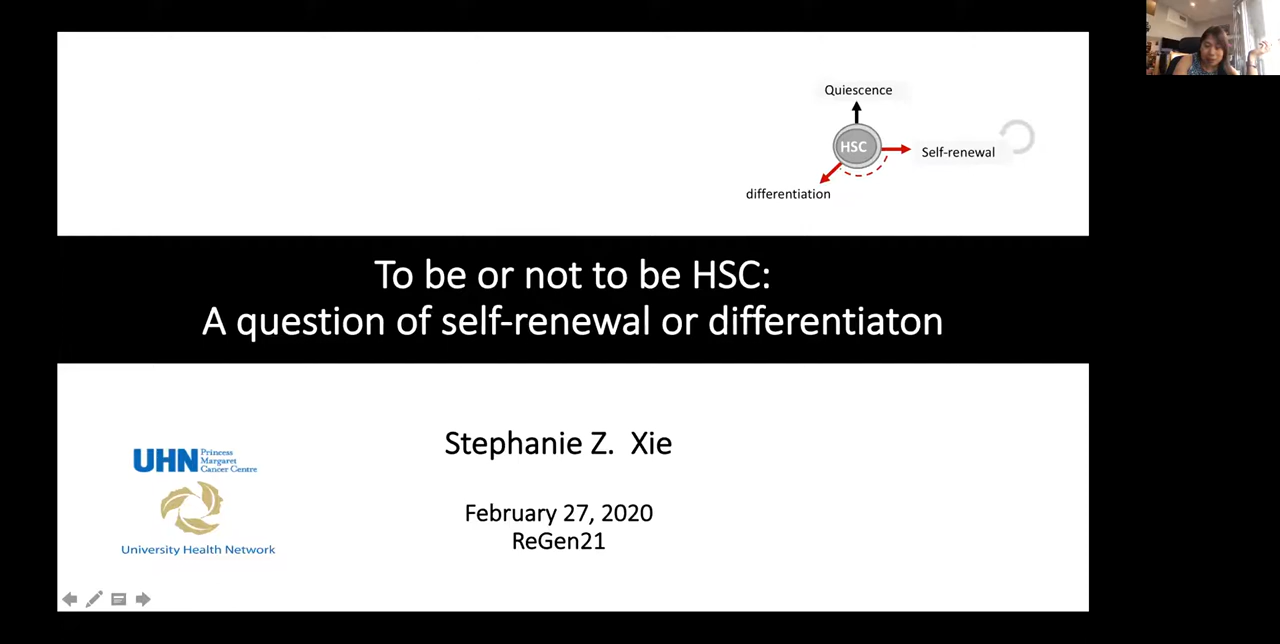 Quiescence
HSC
Self-renewal
differentiation
To be or not to be HSC:
A question of self-renewal or differentiaton
Stephanie Z. Xie
UHN Princess
Margaret
Cancer Centre
February 27, 2020
ReGen21
University Health Network